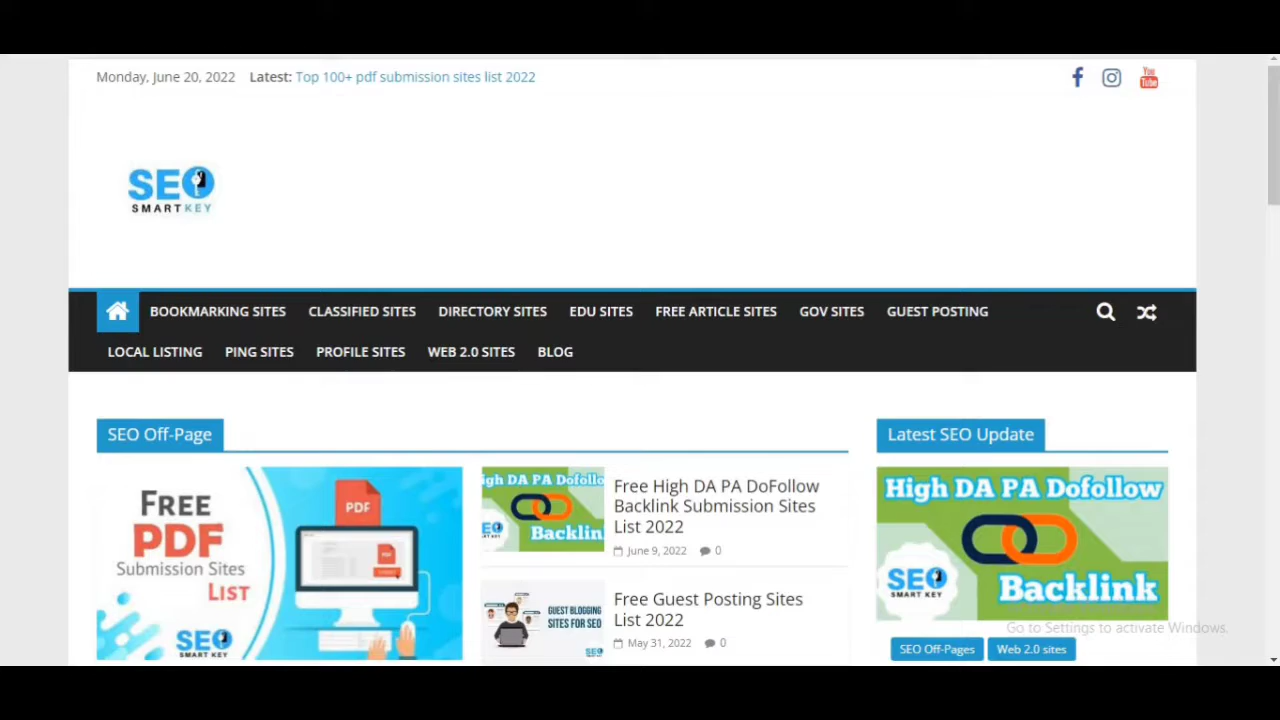 Monday, June 20, 2022 Latest: Top 100+ pdf submission sites list 2022
You
Tube
SEO
SMARTKEY
BOOKMARKING SITES CLASSIFIED SITES DIRECTORY SITES EDU SITES FREE ARTICLE SITES GOV SITES GUEST POSTING
LOCAL LISTING PING SITES PROFILE SITES WEB 2.0 SITES BLOG
SEO Off-Page
FREE
PDF
Submission Sites
LIST
PDF
SEO
SMART KEY
igh DA PA Dofollow
Backlin
Free High DA PA DoFollow
Backlink Submission Sites
List 2022
June 9, 2022 0
GUEST BLOGGING
SITES FOR SEO
Free Guest Posting Sites
List 2022
May 31, 2022 0
Latest SEO Update
High DA PA Dofollow
SEO
SMART KEY
Backlink
Go to Settings to activate Windows.
SEO Off-Pages Web 2.0 sites